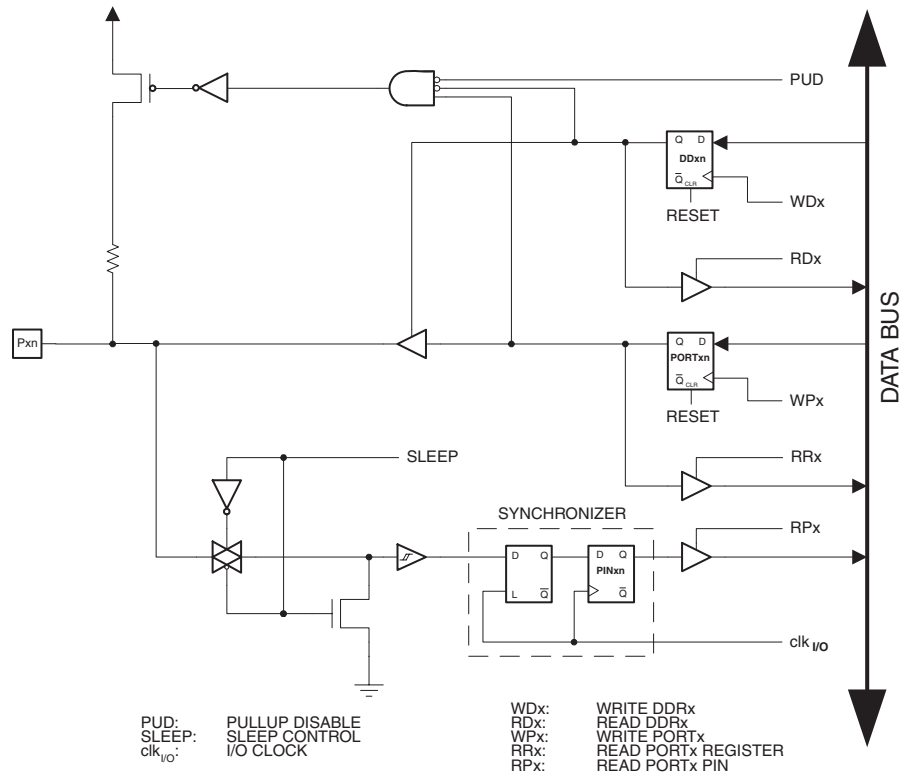 PUD
Q D
DDxn
Q CLR
WDx
RESET
RDx
Pxn
Q D
PORTxn
Q CLR
WPx
RESET
DATA BUS
SLEEP
RRx
SYNCHRONIZER
RPx
D Q
L Q
D Q
PINxn
Q
clk I/O
PUD: PULLUP DISABLE
SLEEP: SLEEP CONTROL
clkI/O: I/O CLOCK
WDx: WRITE DDRx
RDx: READ DDRx
WPx: WRITE PORTx
RRx: READ PORTx REGISTER
RPx: READ PORTx PIN